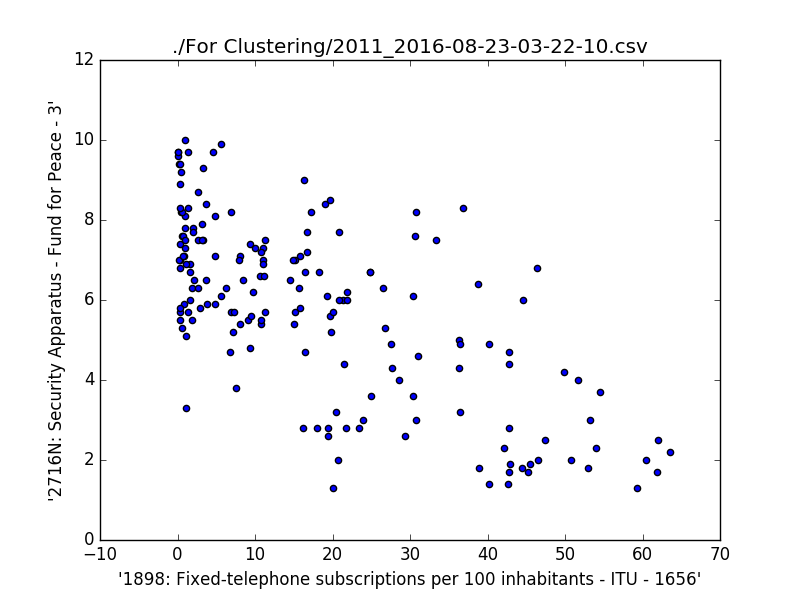 ./For Clustering/2011_2016-08-23-03-22-10.csv
12
10
8
6
4
2
0
'2716N: Security Apparatus - Fund for Peace - 3'
−10 0 10 20 30 40 50 60 70
'1898: Fixed-telephone subscriptions per 100 inhabitants - ITU - 1656'